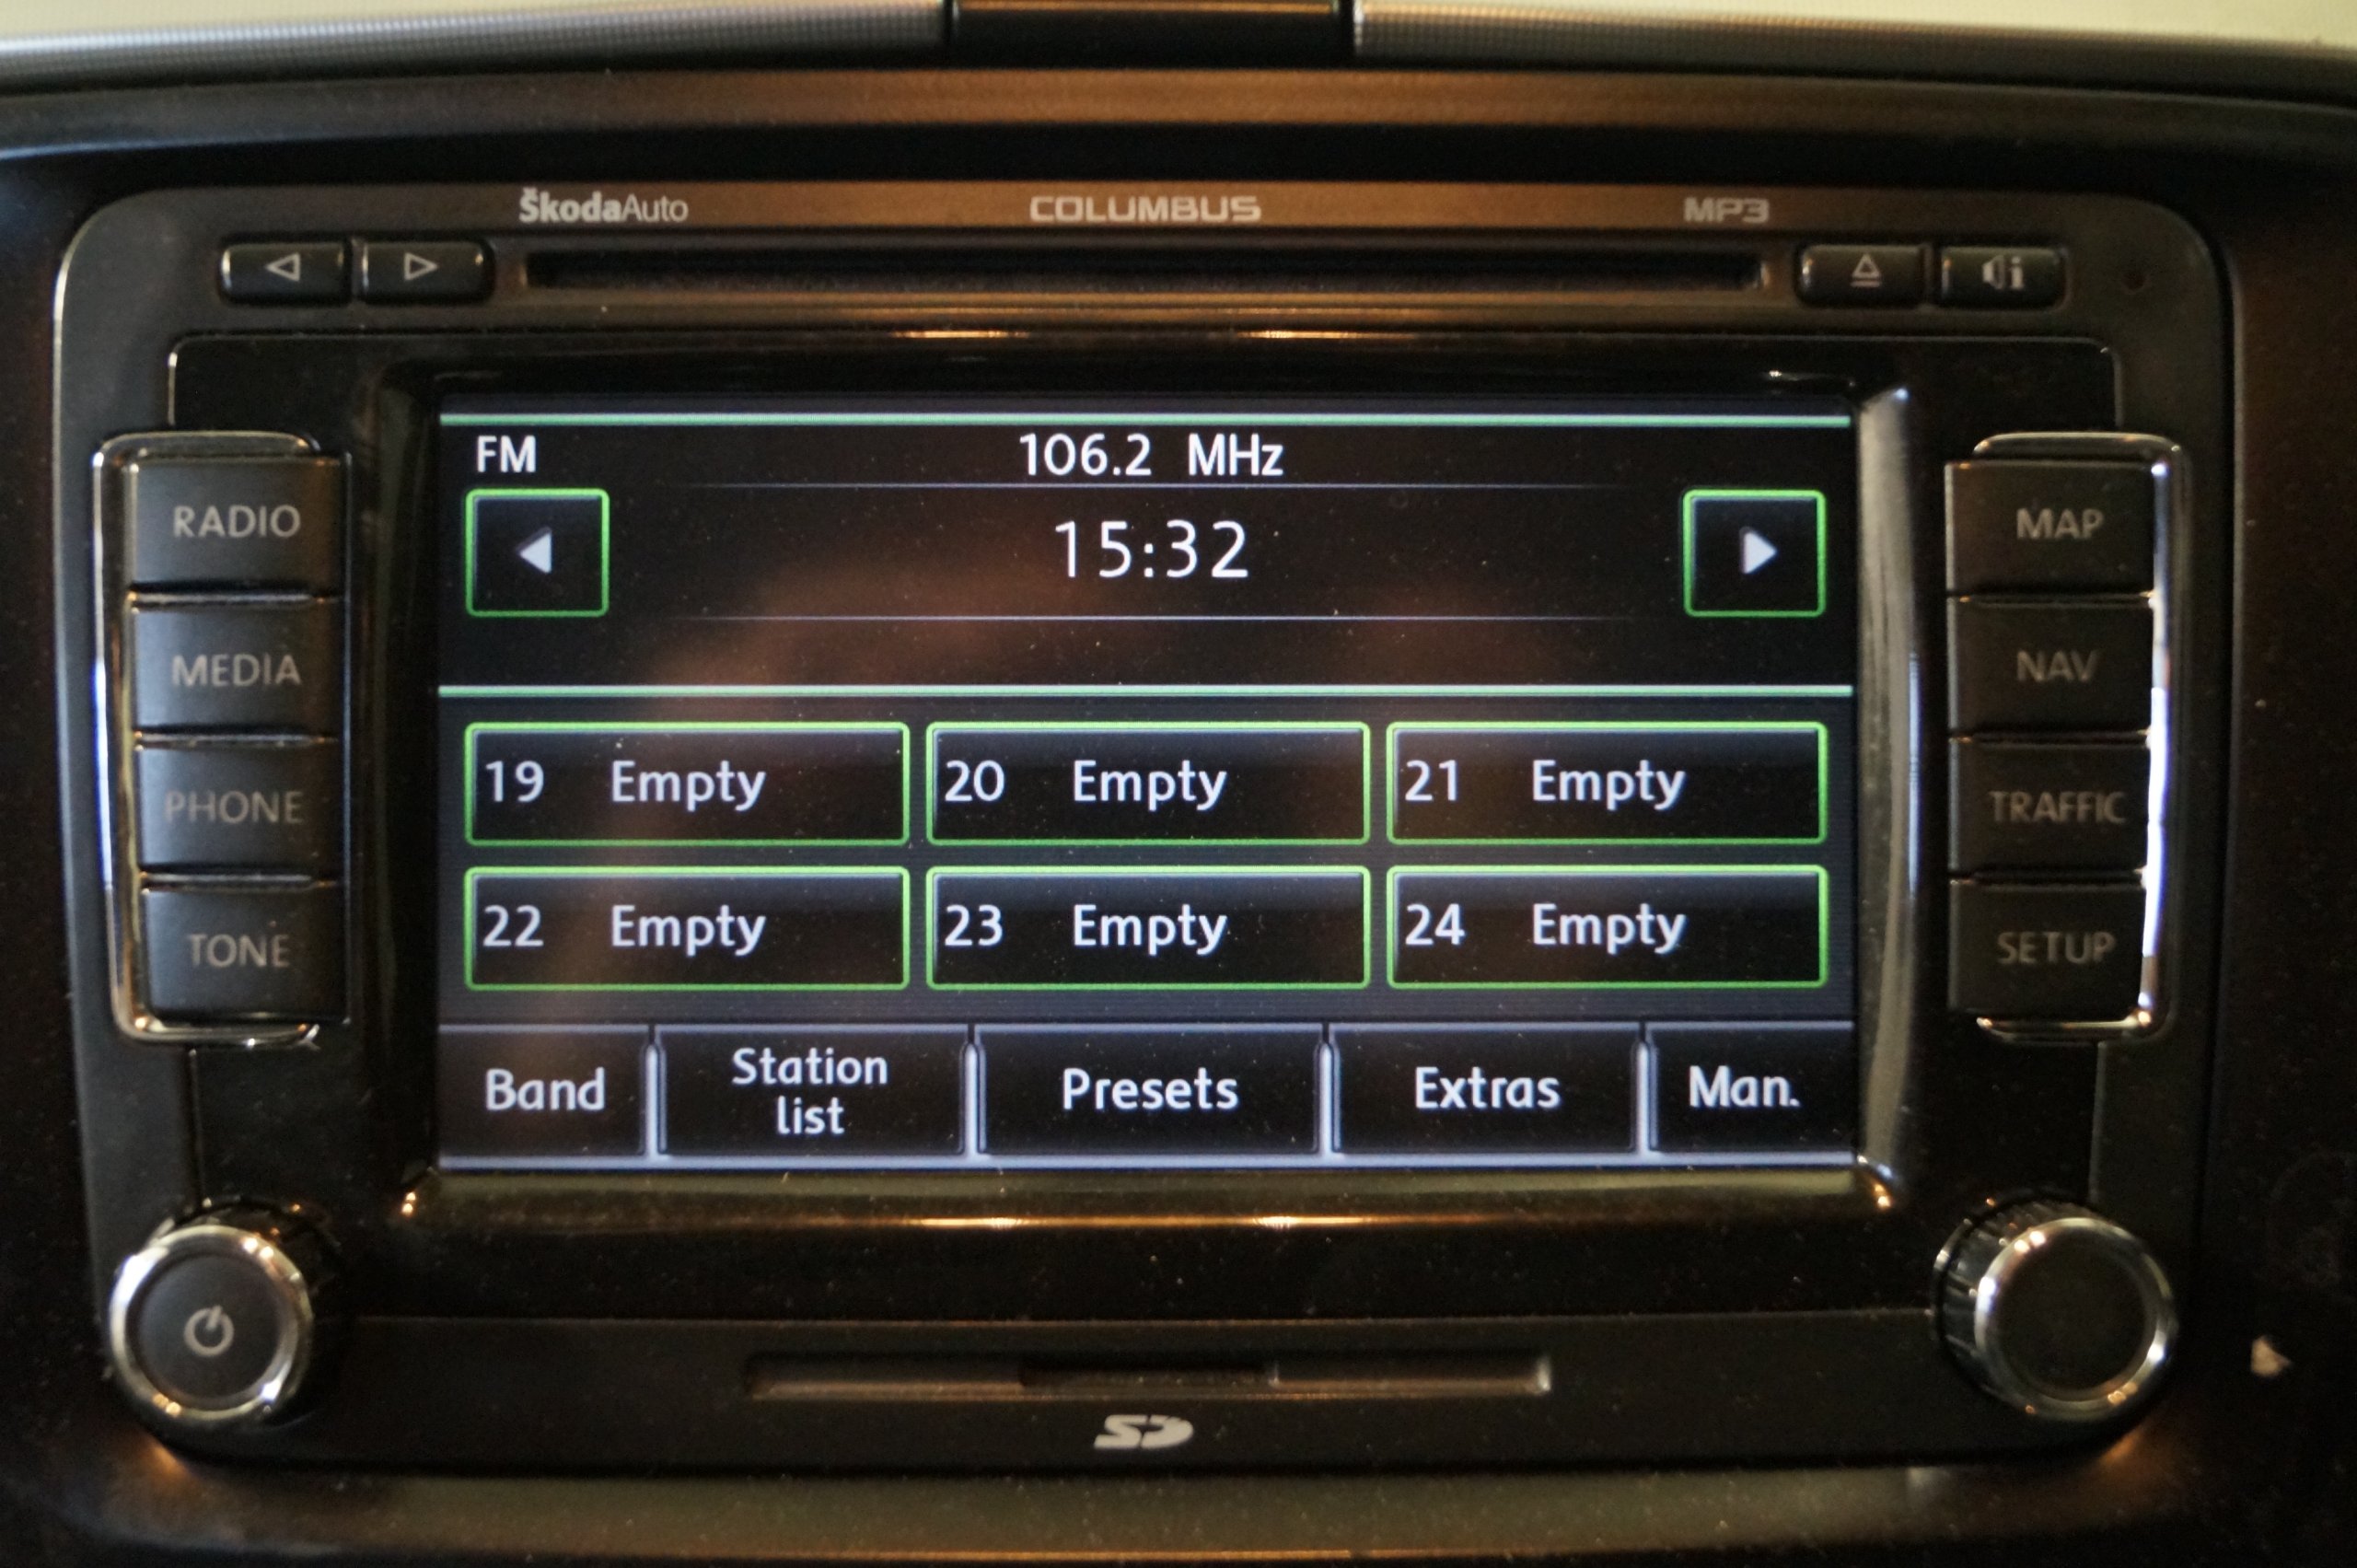 ŠkodaAuto COLUMBUS MP3
FM 106.2 MHz
15:32
RADIO
MEDIA
PHONE
TONE
19 Empty 20 Empty 21 Empty
22 Empty 23 Empty 24 Empty
Band Station list Presets Extras Man.
MAP
NAV
TRAFFIC
SETUP
SD